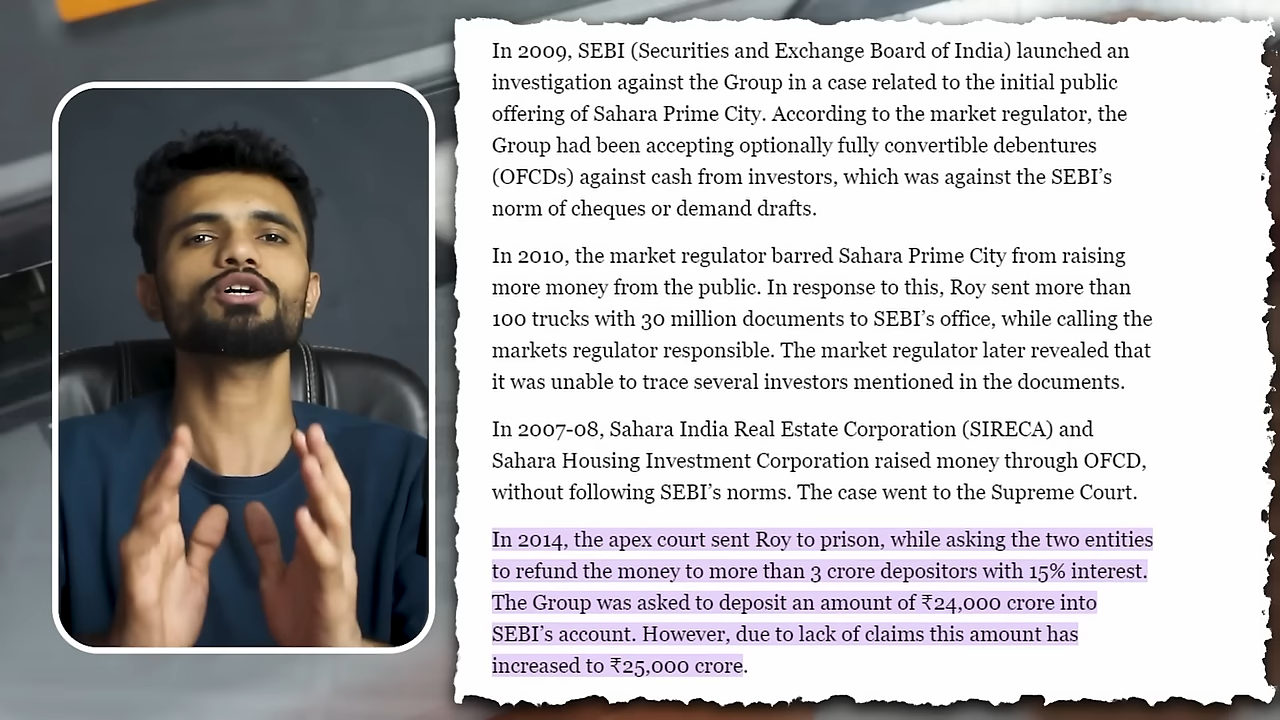 In 2009, SEBI (Securities and Exchange Board of India) launched an
investigation against the Group in a case related to the initial public
offering of Sahara Prime City. According to the market regulator, the
Group had been accepting optionally fully convertible debentures
(OFCDs) against cash from investors, which was against the SEBI’s
norm of cheques or demand drafts.
In 2010, the market regulator barred Sahara Prime City from raising
more money from the public. In response to this, Roy sent more than
100 trucks with 30 million documents to SEBI’s office, while calling the
markets regulator responsible. The market regulator later revealed that
it was unable to trace several investors mentioned in the documents.
In 2007-08, Sahara India Real Estate Corporation (SIRECA) and
Sahara Housing Investment Corporation raised money through OFCD,
without following SEBI’s norms. The case went to the Supreme Court.
In 2014, the apex court sent Roy to prison, while asking the two entities
to refund the money to more than 3 crore depositors with 15% interest.
The Group was asked to deposit an amount of ₹24,000 crore into
SEBI’s account. However, due to lack of claims this amount has
increased to ₹25,000 crore.